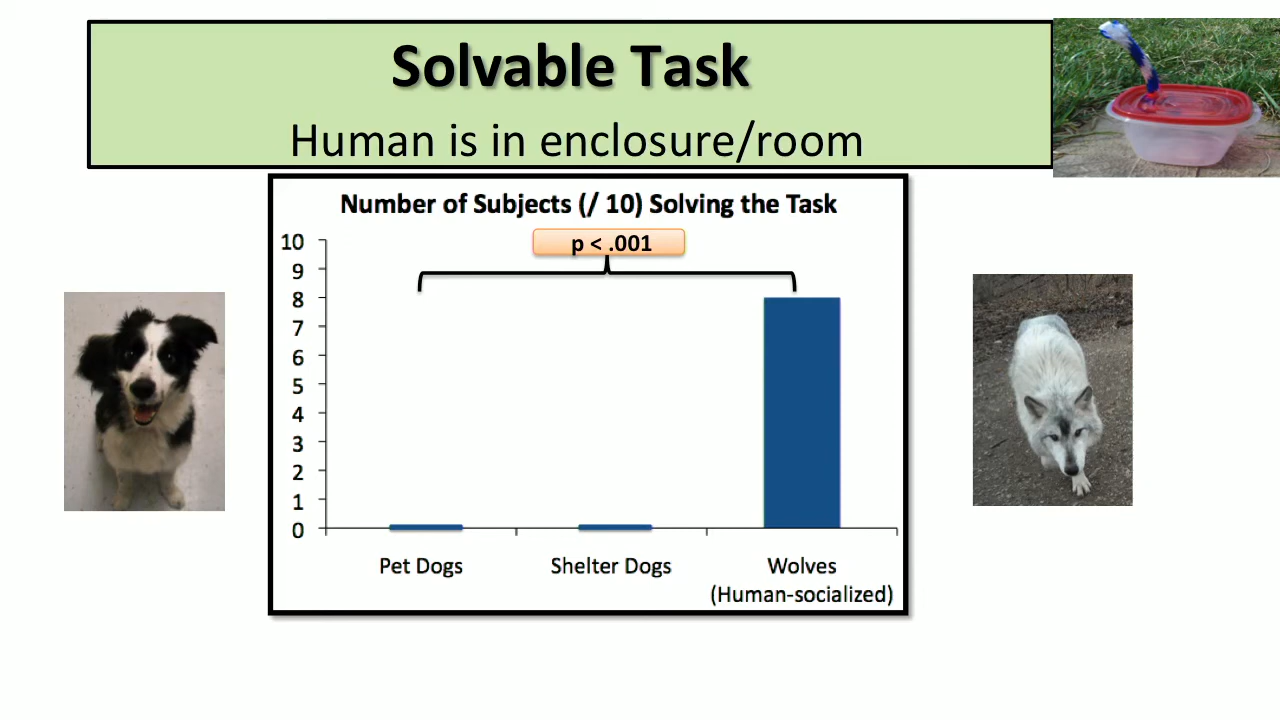 Solvable Task
Human is in enclosure/room
Number of Subjects (/ 10) Solving the Task
p < .001
10
9
8
7
6
5
4
3
2
1
0
Pet Dogs
Shelter Dogs
Wolves
(Human-socialized)